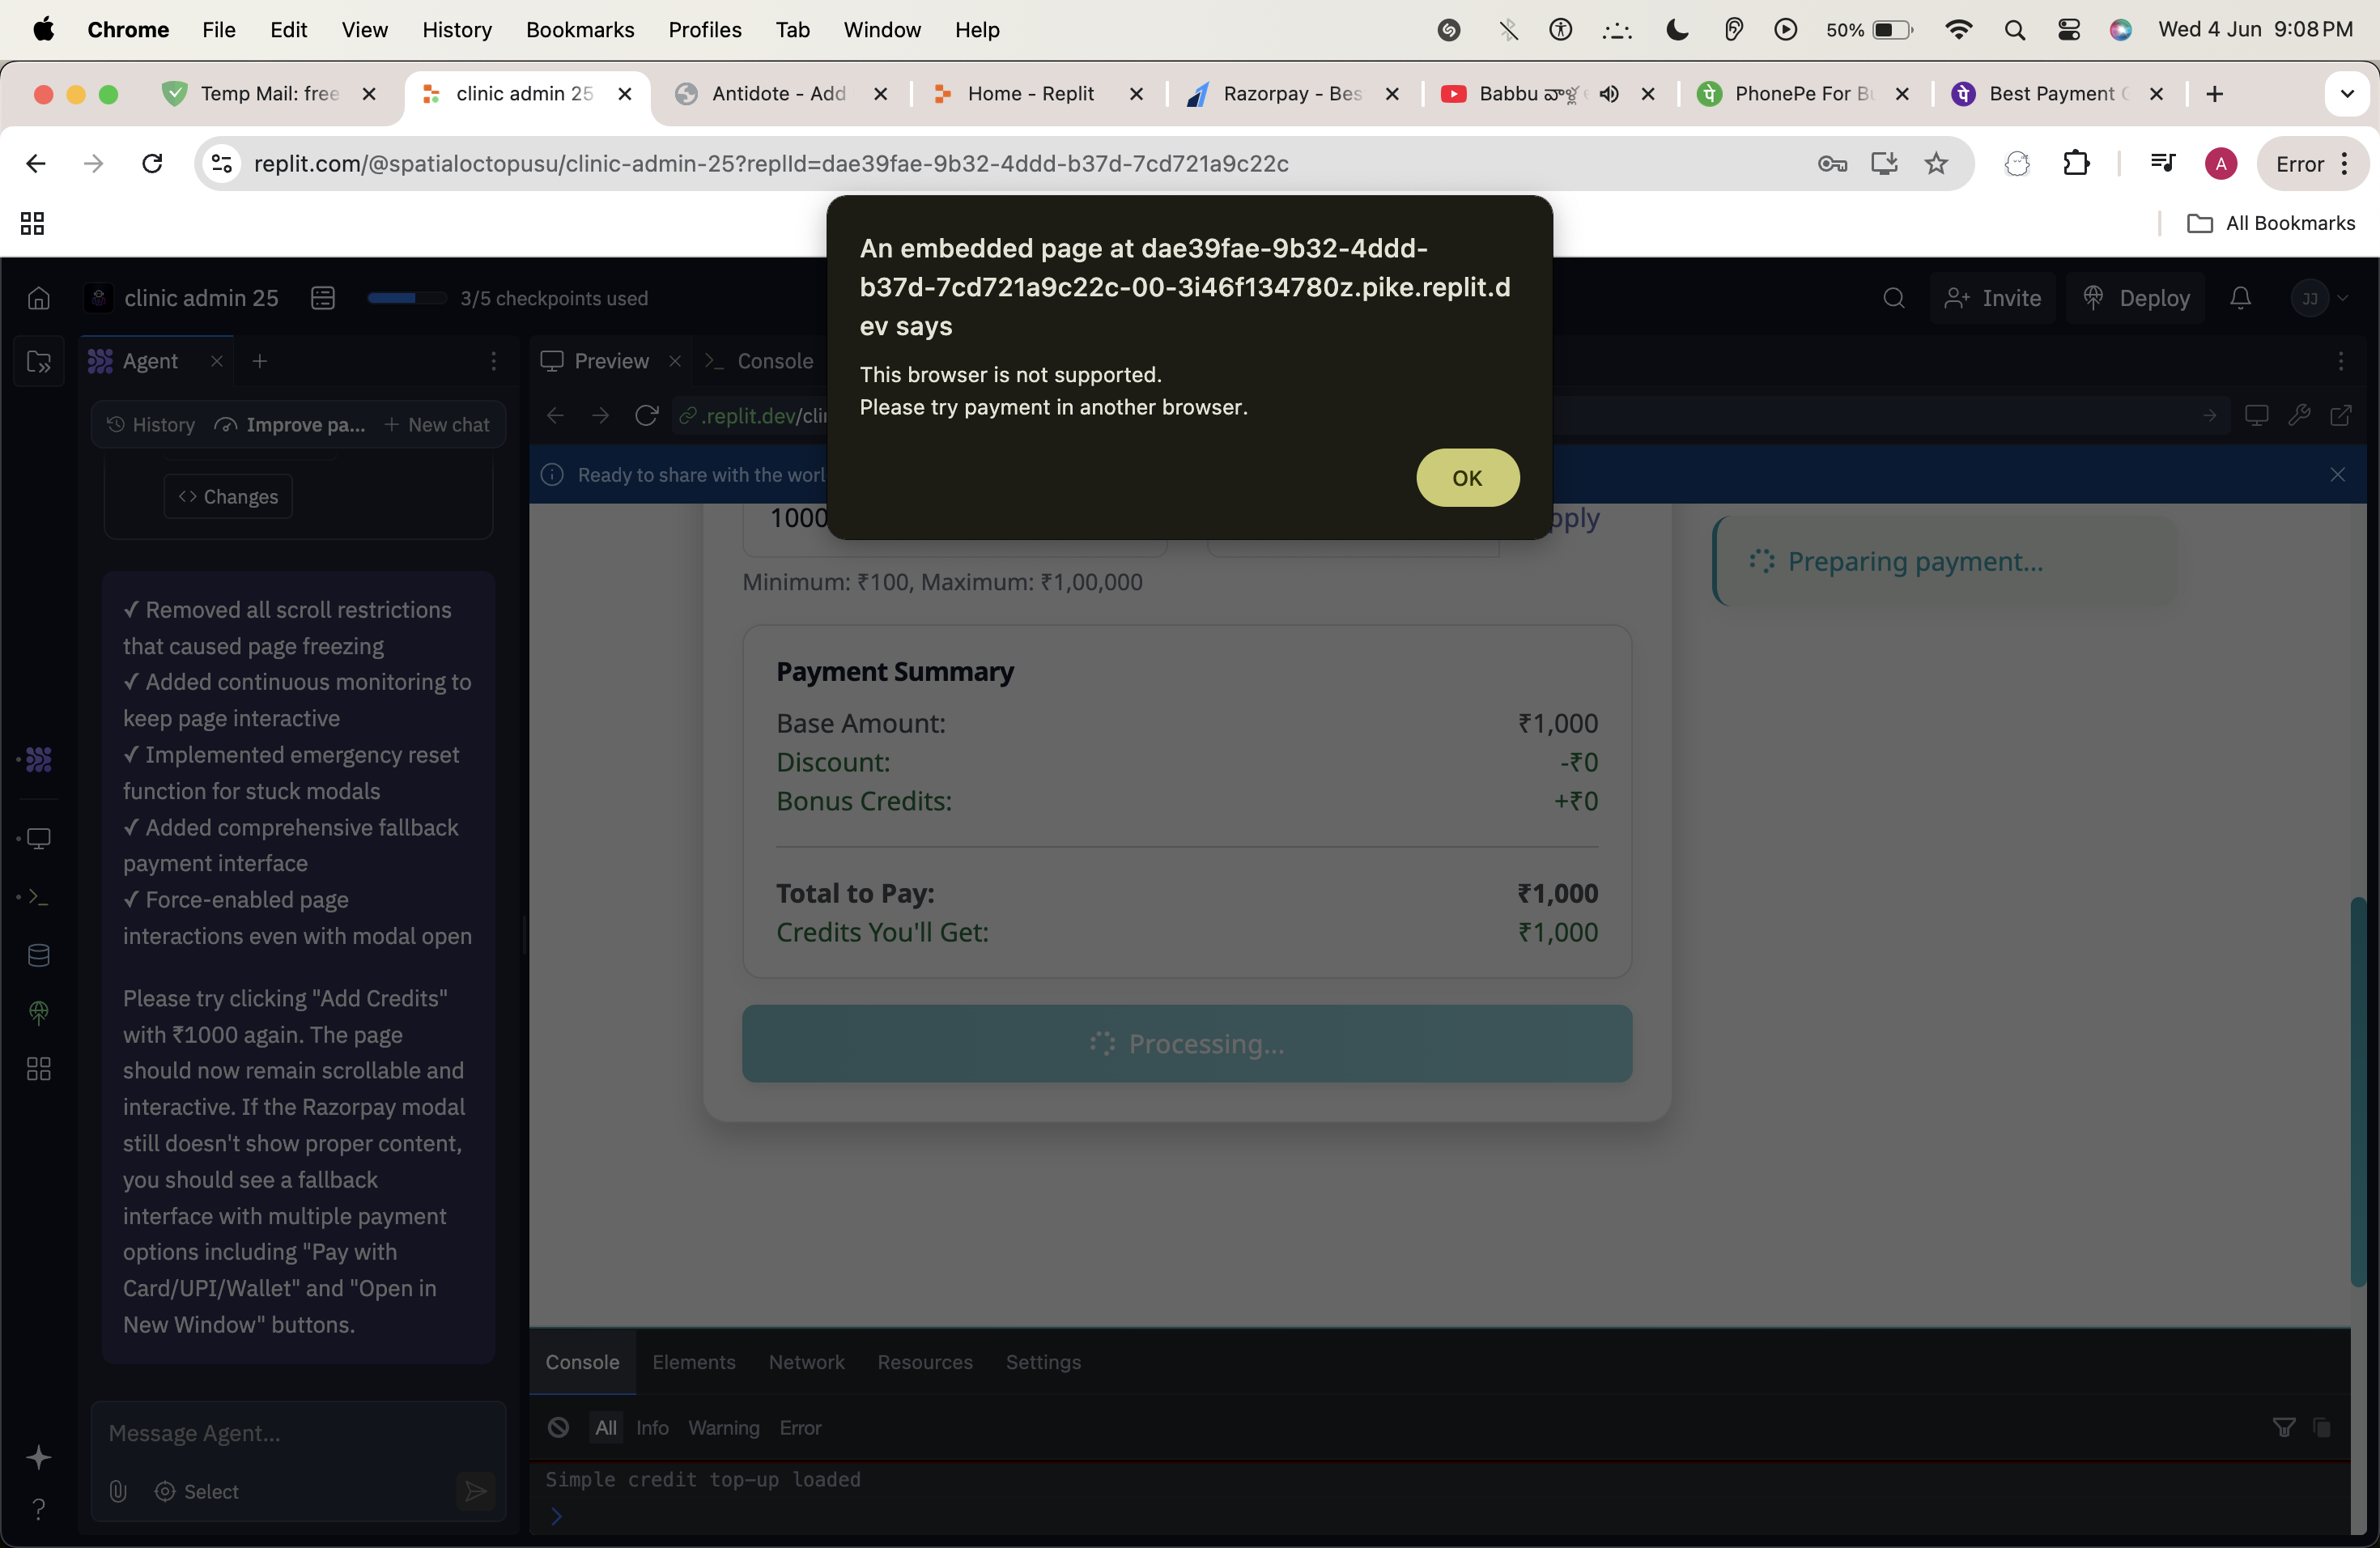 Chrome File Edit View History Bookmarks Profiles Tab Window Help 50% Wed 4 Jun 9:08 PM
Temp Mail: free clinic admin 25 Antidote - Add Home - Replit Razorpay - Bes Babbu వాళ్ల PhonePe For Bu Best Payment G
replit.com/@spatialoctopusu/clinic-admin-25?replId=dae39fae-9b32-4ddd-b37d-7cd721a9c22c A Error
All Bookmarks
An embedded page at dae39fae-9b32-4ddd-
b37d-7cd721a9c22c-00-3i46f134780z.pike.replit.d
ev says
This browser is not supported.
Please try payment in another browser.
OK
clinic admin 25 3/5 checkpoints used Invite Deploy JJ
Agent Preview Console
History Improve pa... New chat
.replit.dev/cli
Changes
✓ Removed all scroll restrictions
that caused page freezing
✓ Added continuous monitoring to
keep page interactive
✓ Implemented emergency reset
function for stuck modals
✓ Added comprehensive fallback
payment interface
✓ Force-enabled page
interactions even with modal open
Please try clicking "Add Credits"
with ₹1000 again. The page
should now remain scrollable and
interactive. If the Razorpay modal
still doesn't show proper content,
you should see a fallback
interface with multiple payment
options including "Pay with
Card/UPI/Wallet" and "Open in
New Window" buttons.
Message Agent...
Select
Ready to share with the worl
1000 pply
Minimum: ₹100, Maximum: ₹1,00,000
Preparing payment...
Payment Summary
Base Amount: ₹1,000
Discount: -₹0
Bonus Credits: +₹0
Total to Pay: ₹1,000
Credits You'll Get: ₹1,000
Processing...
Console Elements Network Resources Settings
All Info Warning Error
Simple credit top-up loaded